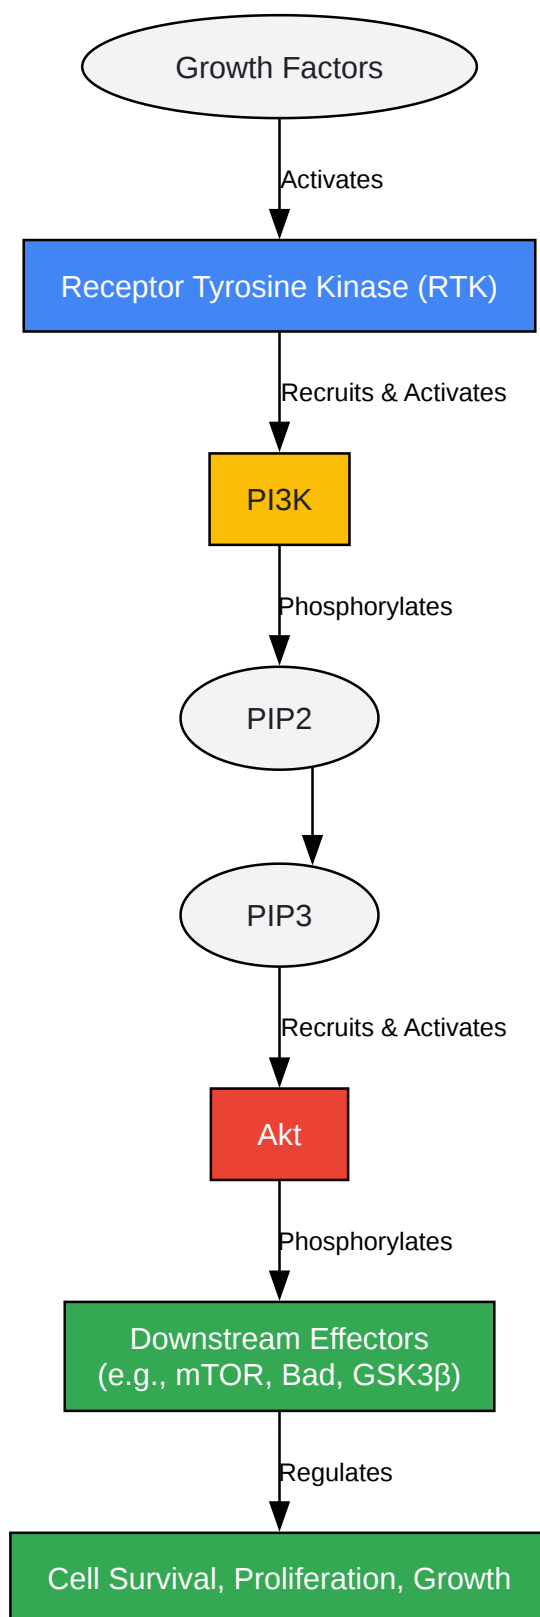 Growth Factors
Activates
Receptor Tyrosine Kinase (RTK)
Recruits & Activates
PI3K
Phosphorylates
PIP2
PIP3
Recruits & Activates
Akt
Phosphorylates
Downstream Effectors
(e.g., mTOR, Bad, GSK3β)
Regulates
Cell Survival, Proliferation, Growth